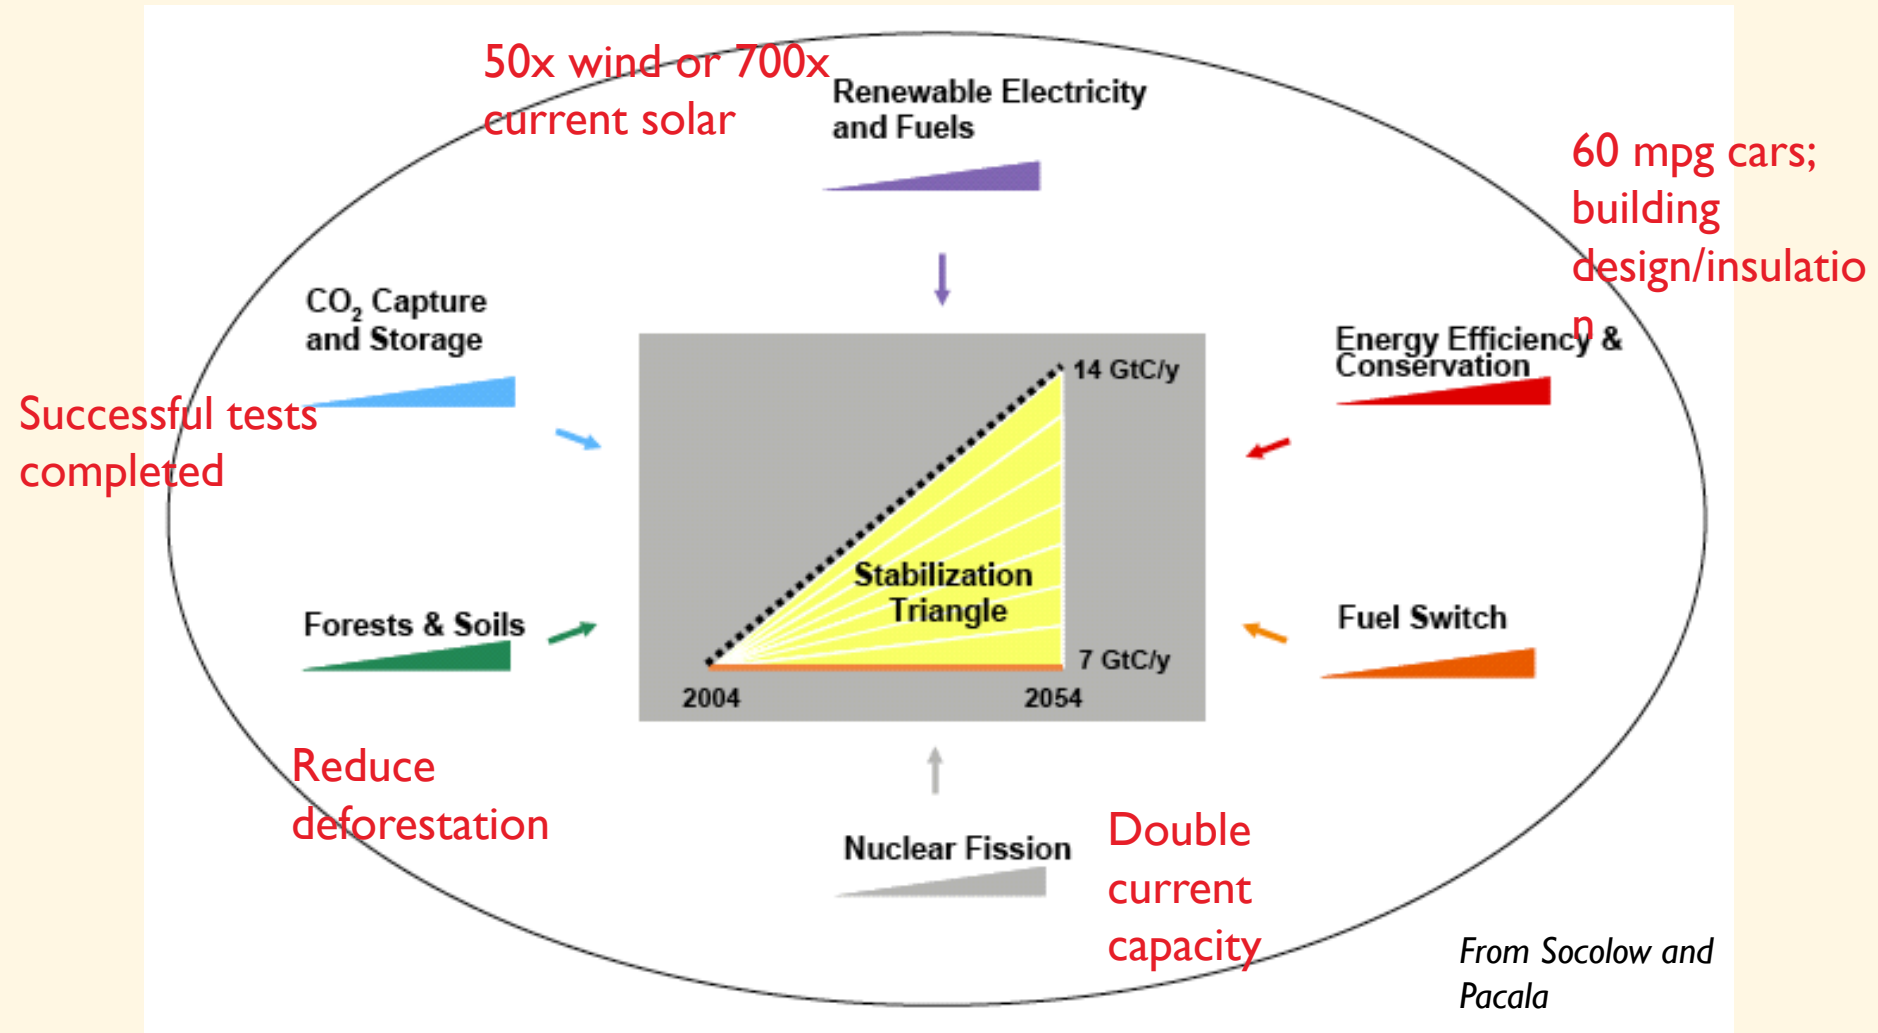 50x wind or 700x
current solar
Renewable Electricity
and Fuels
60 mpg cars;
building
design/insulatio
n
CO₂ Capture
and Storage
Energy Efficiency &
Conservation
Successful tests
completed
14 GtC/y
Stabilization
Triangle
7 GtC/y
2004
2054
Forests & Soils
Fuel Switch
Reduce
deforestation
Nuclear Fission
Double
current
capacity
From Socolow and
Pacala